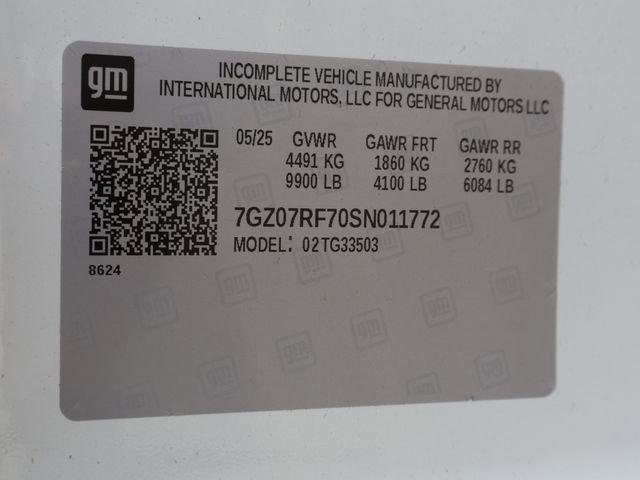 gm
INCOMPLETE VEHICLE MANUFACTURED BY
INTERNATIONAL MOTORS, LLC FOR GENERAL MOTORS LLC
05/25 GVWR GAWR FRT GAWR RR
4491 KG 1860 KG 2760 KG
9900 LB 4100 LB 6084 LB
7GZ07RF70SN011772
MODEL: 02TG33503
8624